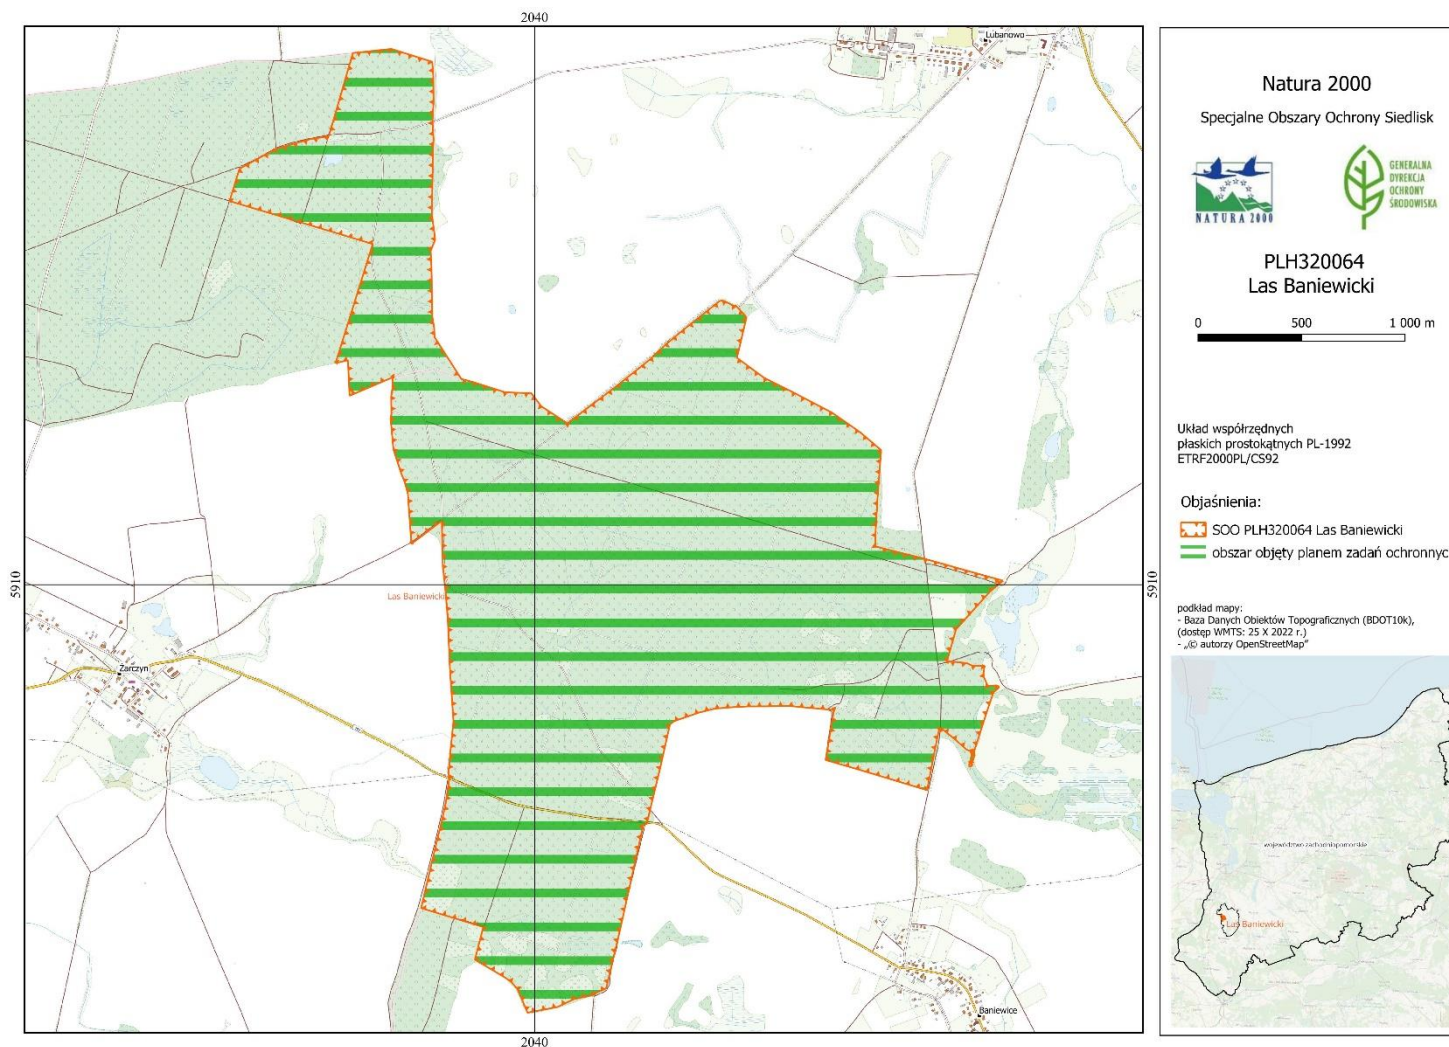 2040
Lubanowo
5910
5910
Las Baniewicki
Żarczyn
Baniewice
2040
Natura 2000
Specjalne Obszary Ochrony Siedlisk
NATURA 2000
GENERALNA
DYREKCJA
OCHRONY
ŚRODOWISKA
PLH320064
Las Baniewicki
0 500 1 000 m
Układ współrzędnych
płaskich prostokątnych PL-1992
ETRF2000PL/CS92
Objaśnienia:
SOO PLH320064 Las Baniewicki
obszar objęty planem zadań ochronnyc
podkład mapy:
- Baza Danych Obiektów Topograficznych (BDOT10k),
(dostęp WMTS: 25 X 2022 r.)
- „© autorzy OpenStreetMap"
województwo zachodniopomorskie
Las Baniewicki